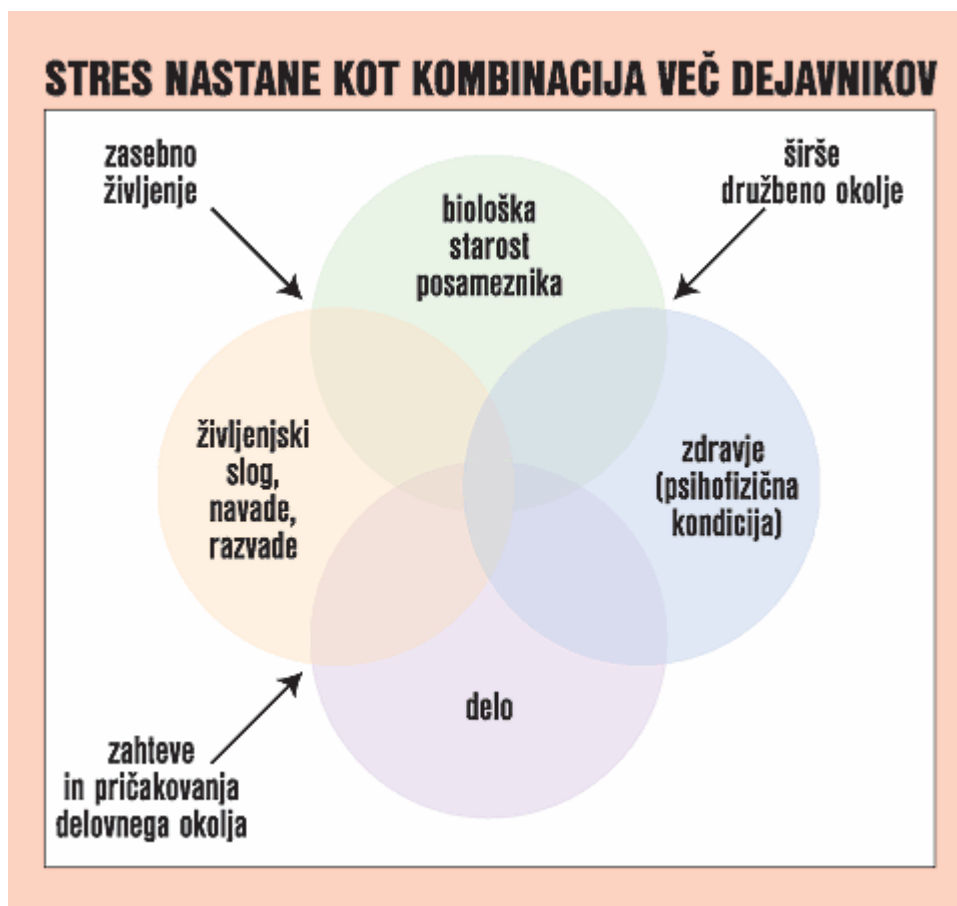 STRES NASTANE KOT KOMBINACIJA VEČ DEJAVNIKOV
zasebno
življenje
širše
družbeno okolje
biološka
starost
posameznika
življenjski
slog,
navade,
razvade
zdravje
(psihofizična
kondicija)
delo
zahteve
in pričakovanja
delovnega okolja